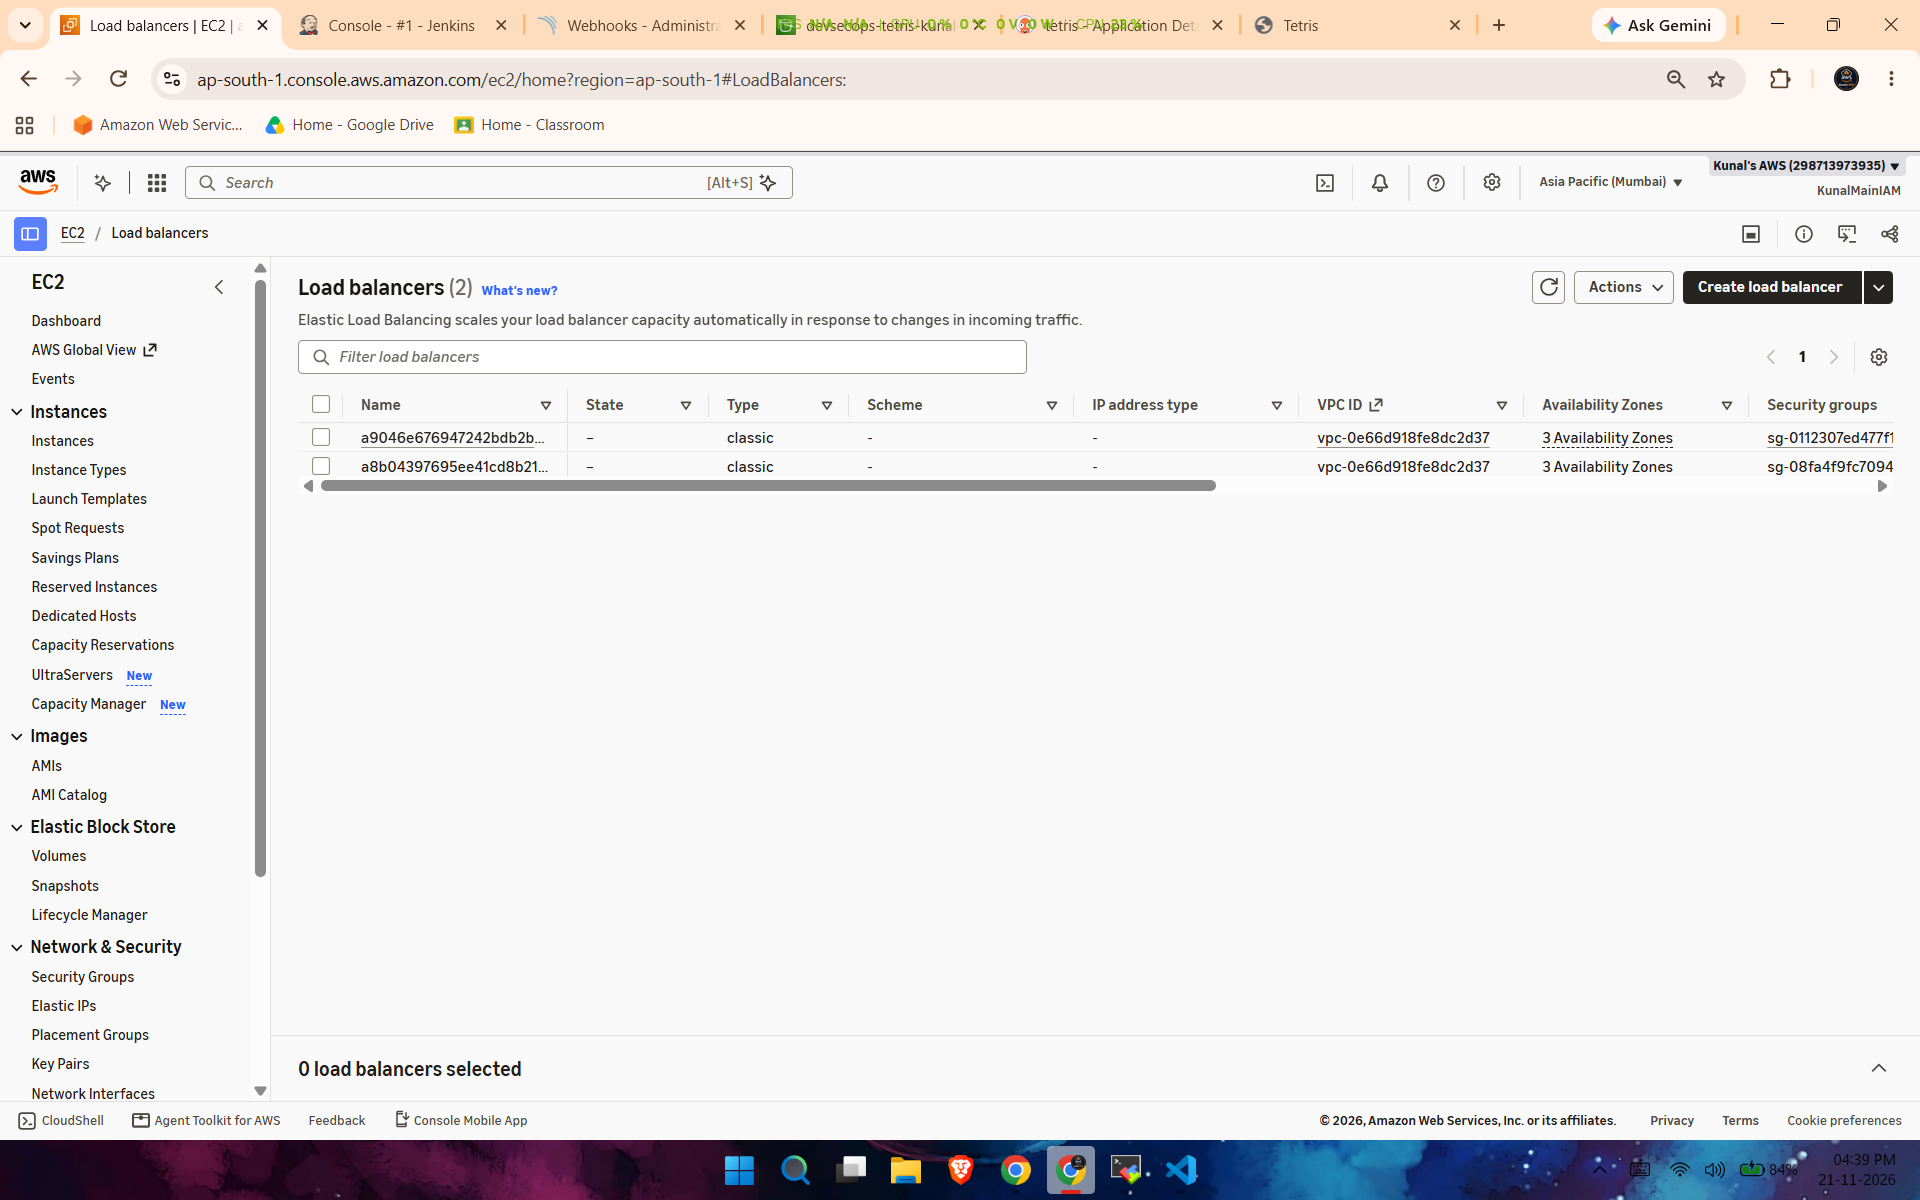 Load balancers | EC2 | a
Console - #1 - Jenkins
Webhooks - Administra
devsecops-tetris-kunal
tetris - Application Det
Tetris
Ask Gemini
ap-south-1.console.aws.amazon.com/ec2/home?region=ap-south-1#LoadBalancers:
Amazon Web Servic...
Home - Google Drive
Home - Classroom
aws
Search
[Alt+S]
Asia Pacific (Mumbai)
Kunal's AWS (298713973935)
KunalMainIAM
EC2 / Load balancers
EC2
Dashboard
AWS Global View
Events
Instances
Instances
Instance Types
Launch Templates
Spot Requests
Savings Plans
Reserved Instances
Dedicated Hosts
Capacity Reservations
UltraServers New
Capacity Manager New
Images
AMIs
AMI Catalog
Elastic Block Store
Volumes
Snapshots
Lifecycle Manager
Network & Security
Security Groups
Elastic IPs
Placement Groups
Key Pairs
Network Interfaces
Load balancers (2) What's new?
Actions
Create load balancer
Elastic Load Balancing scales your load balancer capacity automatically in response to changes in incoming traffic.
Filter load balancers
1
Name State Type Scheme IP address type VPC ID Availability Zones Security groups
a9046e676947242bdb2b... – classic - - vpc-0e66d918fe8dc2d37 3 Availability Zones sg-0112307ed477f1
a8b04397695ee41cd8b21... – classic - - vpc-0e66d918fe8dc2d37 3 Availability Zones sg-08fa4f9fc7094
0 load balancers selected
CloudShell
Agent Toolkit for AWS
Feedback
Console Mobile App
© 2026, Amazon Web Services, Inc. or its affiliates.
Privacy
Terms
Cookie preferences
84%
04:39 PM
21-11-2026